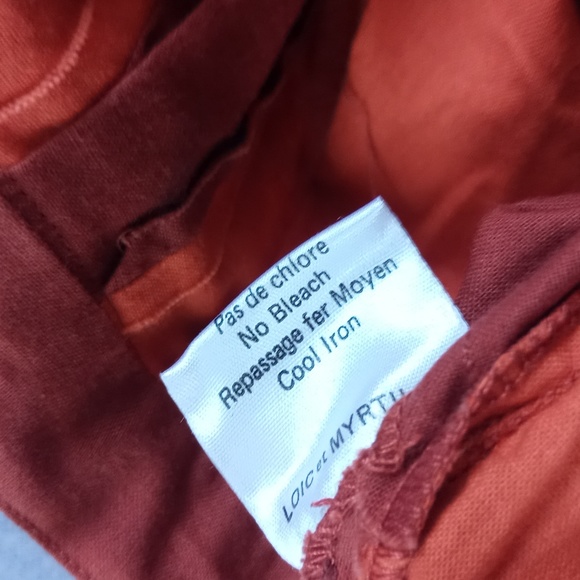 Pas de chlore
No Bleach
Repassage fer Moyen
Cool Iron
LOIC et